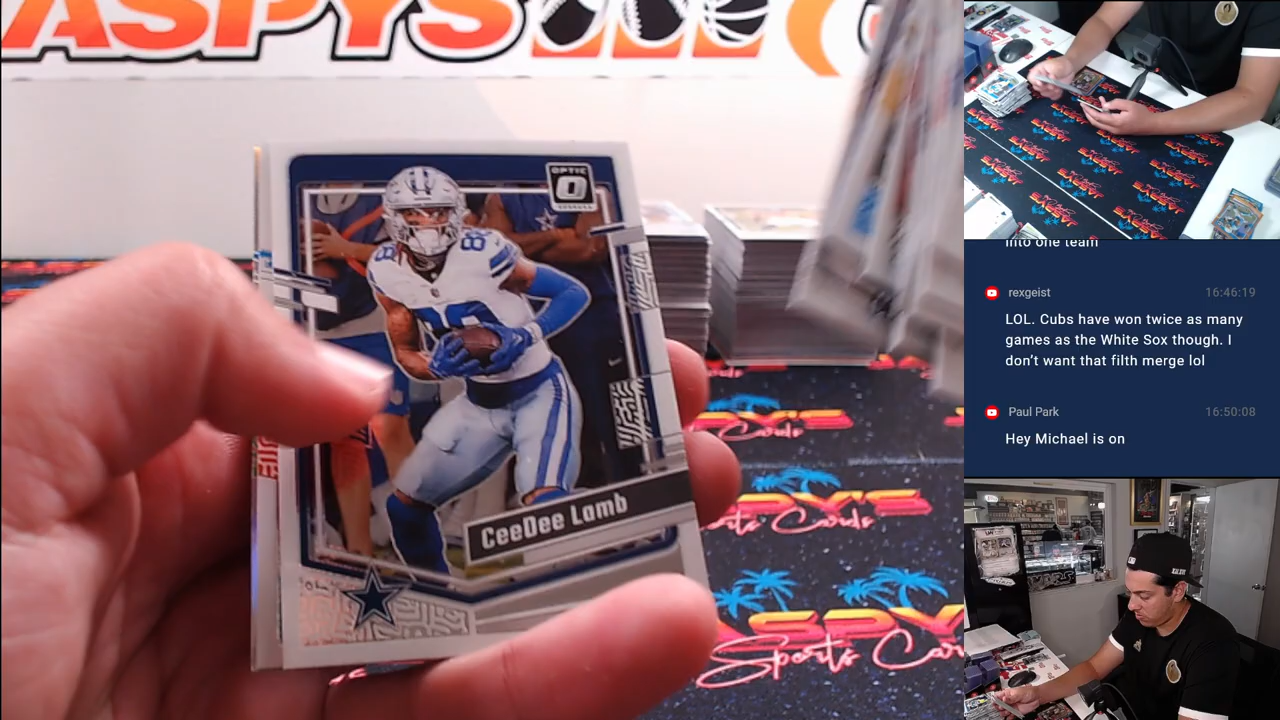 ASPYS
OPTIC
88
CeeDee Lamb
ASPY'S
Sports Cards
into one team
rexgeist 16:46:19
LOL. Cubs have won twice as many
games as the White Sox though. I
don't want that filth merge lol
Paul Park 16:50:08
Hey Michael is on